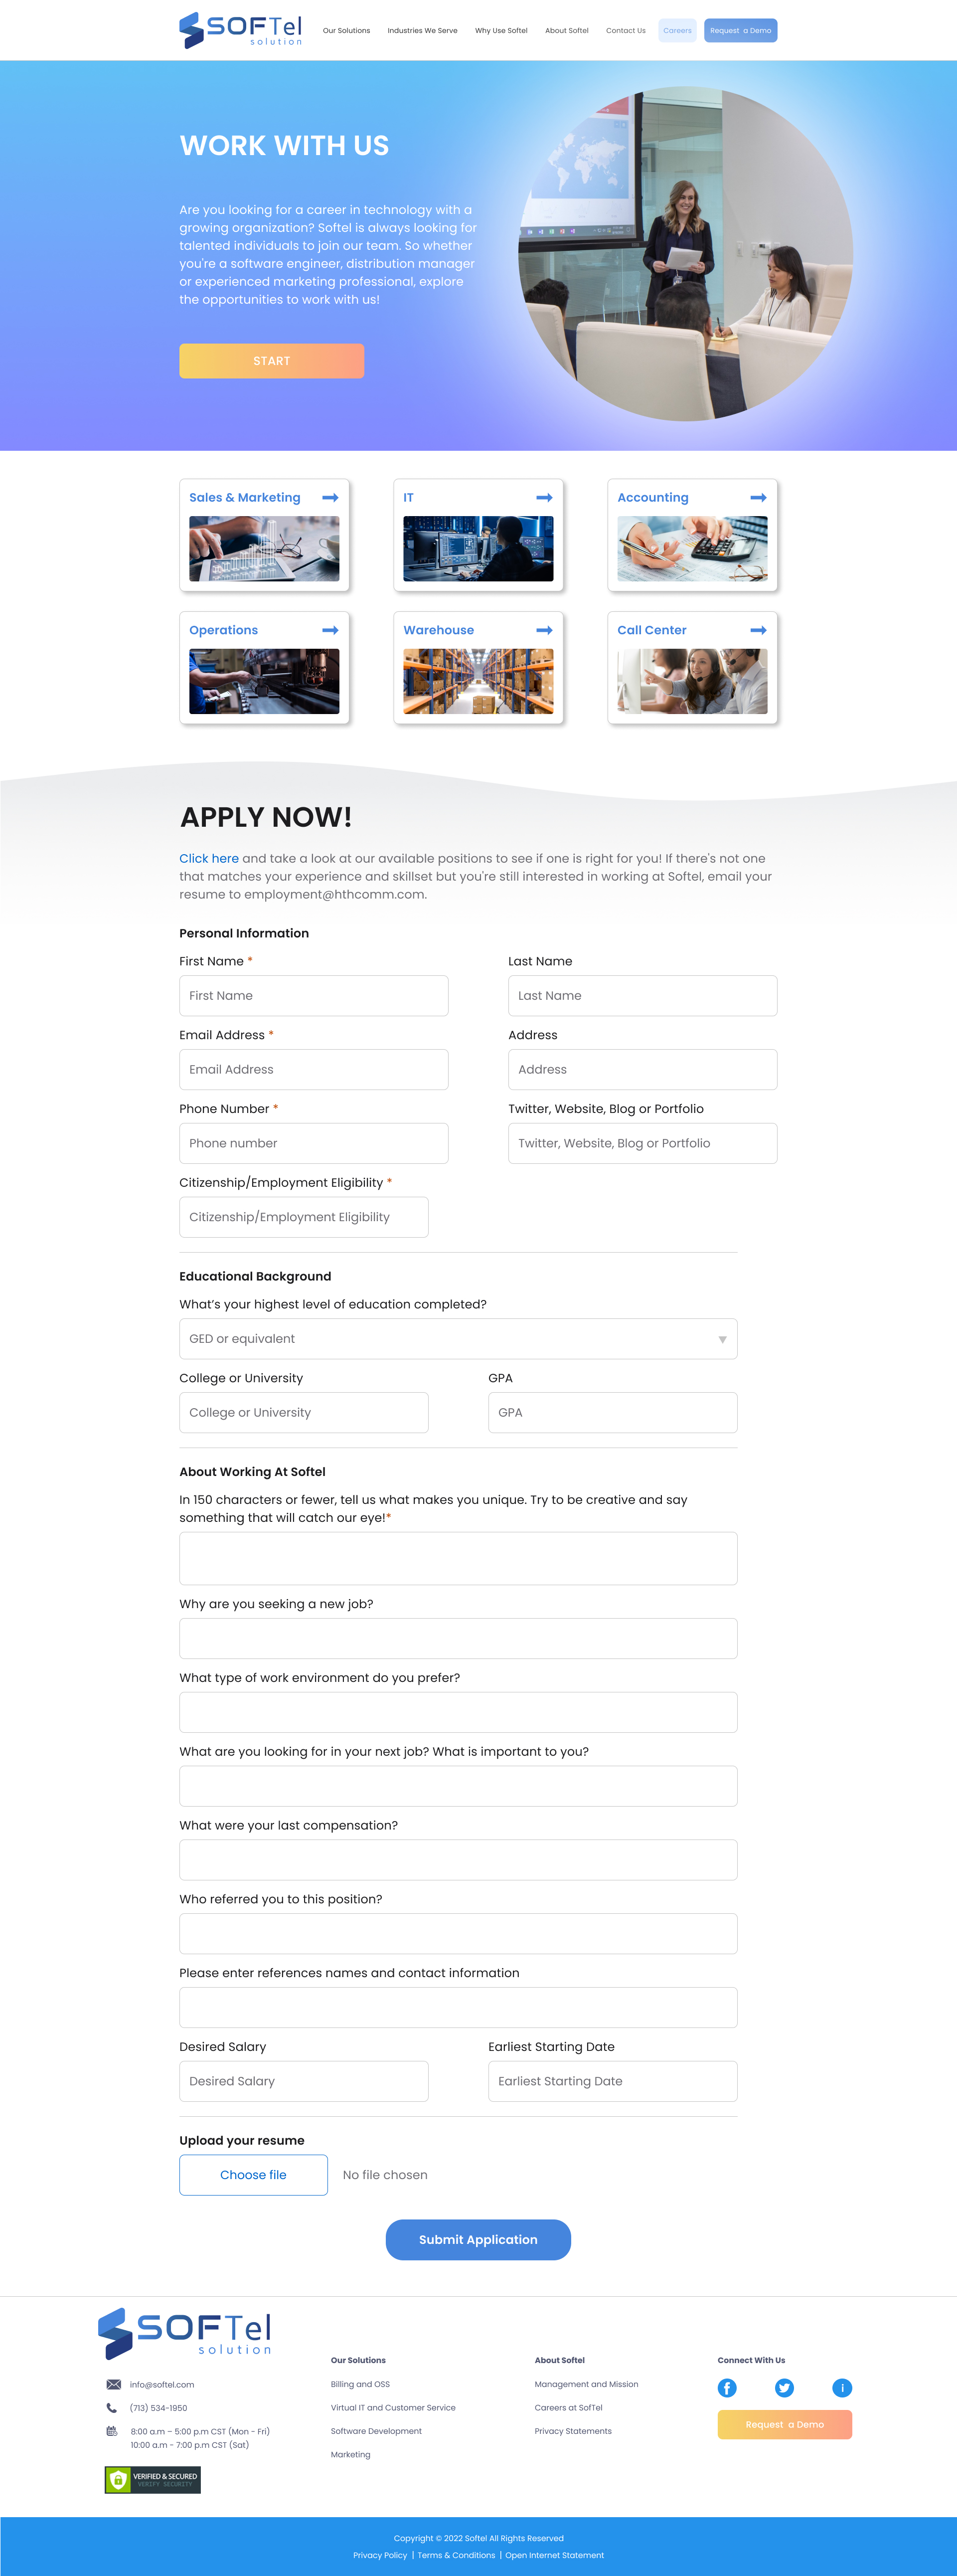 SOFTel
solution
Our Solutions
Industries We Serve
Why Use Softel
About Softel
Contact Us
Careers
Request a Demo
WORK WITH US
Are you looking for a career in technology with a
growing organization? Softel is always looking for
talented individuals to join our team. So whether
you're a software engineer, distribution manager
or experienced marketing professional, explore
the opportunities to work with us!
START
Sales & Marketing
IT
Accounting
Operations
Warehouse
Call Center
APPLY NOW!
Click here and take a look at our available positions to see if one is right for you! If there's not one
that matches your experience and skillset but you're still interested in working at Softel, email your
resume to employment@hthcomm.com.
Personal Information
First Name *
Last Name
First Name
Last Name
Email Address *
Address
Email Address
Address
Phone Number *
Twitter, Website, Blog or Portfolio
Phone number
Twitter, Website, Blog or Portfolio
Citizenship/Employment Eligibility *
Citizenship/Employment Eligibility
Educational Background
What's your highest level of education completed?
GED or equivalent
College or University
GPA
College or University
GPA
About Working At Softel
In 150 characters or fewer, tell us what makes you unique. Try to be creative and say
something that will catch our eye!*
Why are you seeking a new job?
What type of work environment do you prefer?
What are you looking for in your next job? What is important to you?
What were your last compensation?
Who referred you to this position?
Please enter references names and contact information
Desired Salary
Earliest Starting Date
Desired Salary
Earliest Starting Date
Upload your resume
Choose file
No file chosen
Submit Application
SOFTel
solution
info@softel.com
(713) 534-1950
8:00 a.m – 5:00 p.m CST (Mon - Fri)
10:00 a.m - 7:00 p.m CST (Sat)
VERIFIED & SECURED
VERIFY SECURITY
Our Solutions
Billing and OSS
Virtual IT and Customer Service
Software Development
Marketing
About Softel
Management and Mission
Careers at SofTel
Privacy Statements
Connect With Us
Request a Demo
Copyright © 2022 Softel All Rights Reserved
Privacy Policy | Terms & Conditions | Open Internet Statement